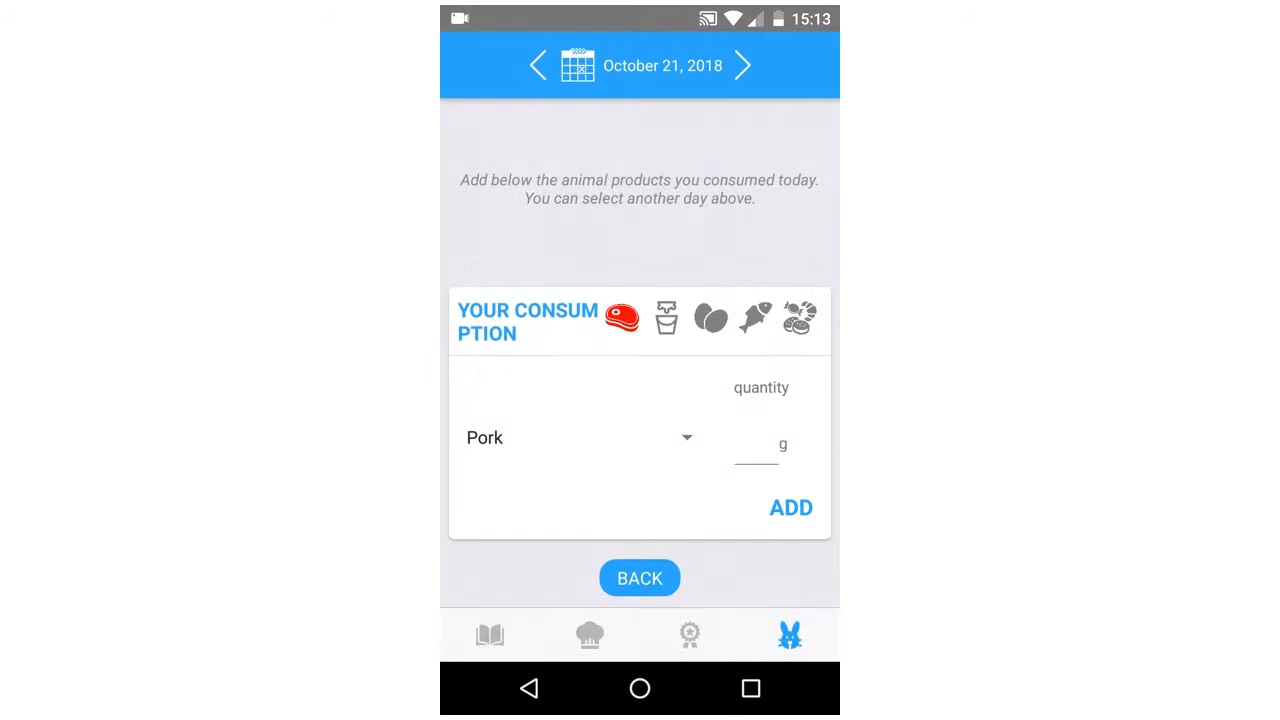 15:13
October 21, 2018
Add below the animal products you consumed today.
You can select another day above.
YOUR CONSUM
PTION
quantity
Pork
g
ADD
BACK